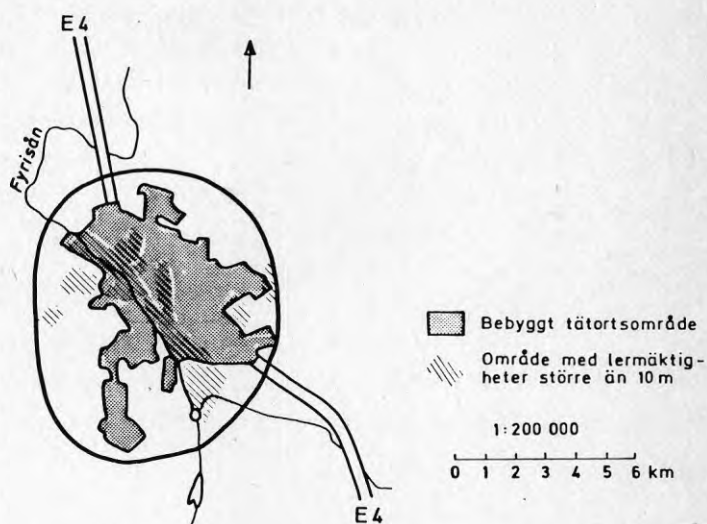 E4
Fyrisån
Bebyggt tätortsområde
Område med lermäktig-
heter större än 10 m
1:200 000
0 1 2 3 4 5 6 km
E4